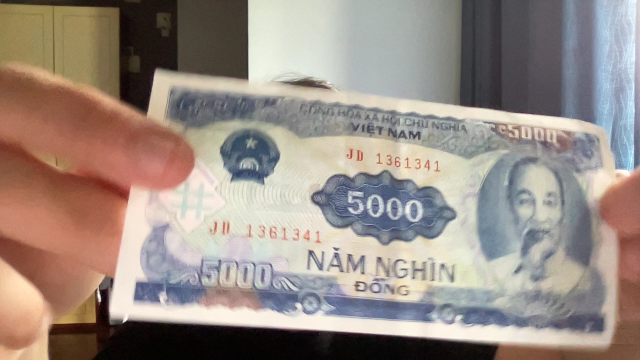 CỘNG HÒA XÃ HỘI CHỦ NGHĨA
VIỆT NAM
5000
JD 1361341
5000
JD 1361341
NĂM NGHÌN
5000
ĐỒNG